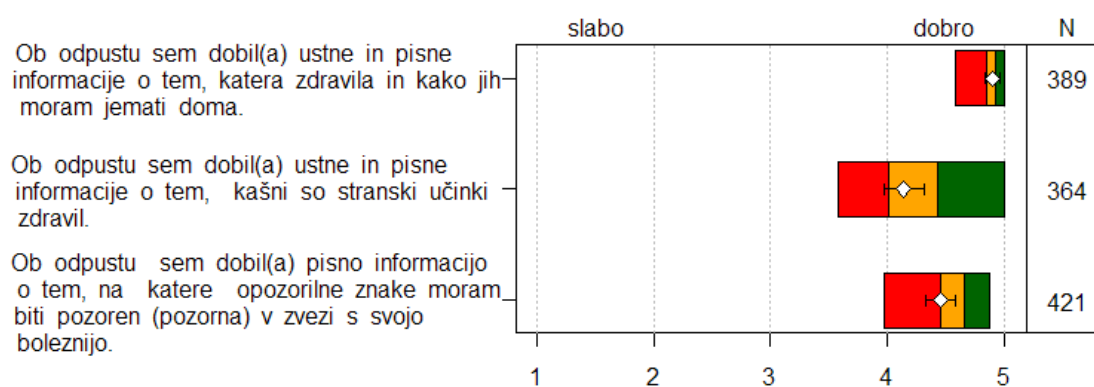 slabo dobro N
Ob odpustu sem dobil(a) ustne in pisne
informacije o tem, katera zdravila in kako jih
moram jemati doma.
389
Ob odpustu sem dobil(a) ustne in pisne
informacije o tem, kašni so stranski učinki
zdravil.
364
Ob odpustu sem dobil(a) pisno informacijo
o tem, na katere opozorilne znake moram
biti pozoren (pozorna) v zvezi s svojo
boleznijo.
421
1 2 3 4 5